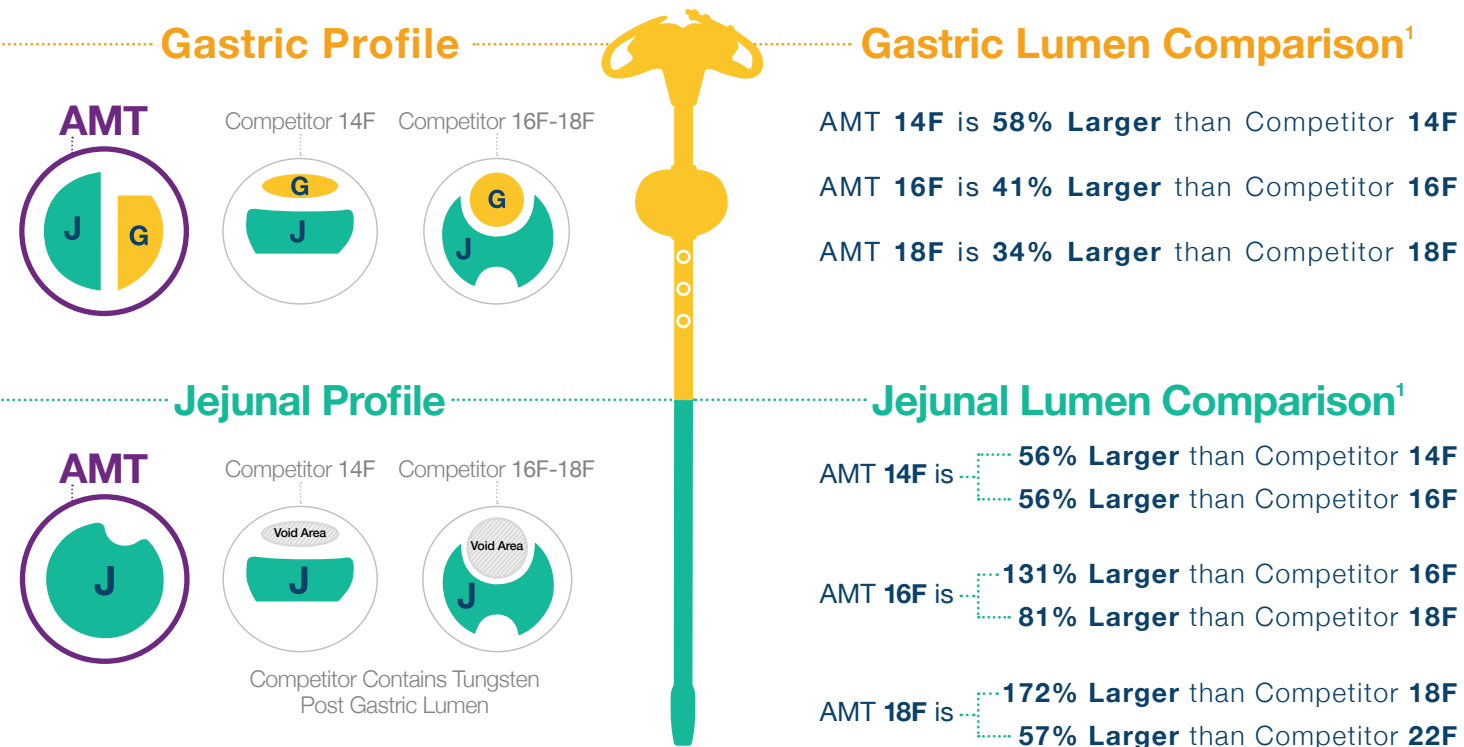 Gastric Profile
AMT
Competitor 14F
Competitor 16F-18F
J
G
G
J
G
J
Gastric Lumen Comparison¹
AMT 14F is 58% Larger than Competitor 14F
AMT 16F is 41% Larger than Competitor 16F
AMT 18F is 34% Larger than Competitor 18F
Jejunal Profile
AMT
Competitor 14F
Competitor 16F-18F
J
Void Area
J
Void Area
J
Competitor Contains Tungsten
Post Gastric Lumen
Jejunal Lumen Comparison¹
AMT 14F is
56% Larger than Competitor 14F
56% Larger than Competitor 16F
AMT 16F is
131% Larger than Competitor 16F
81% Larger than Competitor 18F
AMT 18F is
172% Larger than Competitor 18F
57% Larger than Competitor 22F